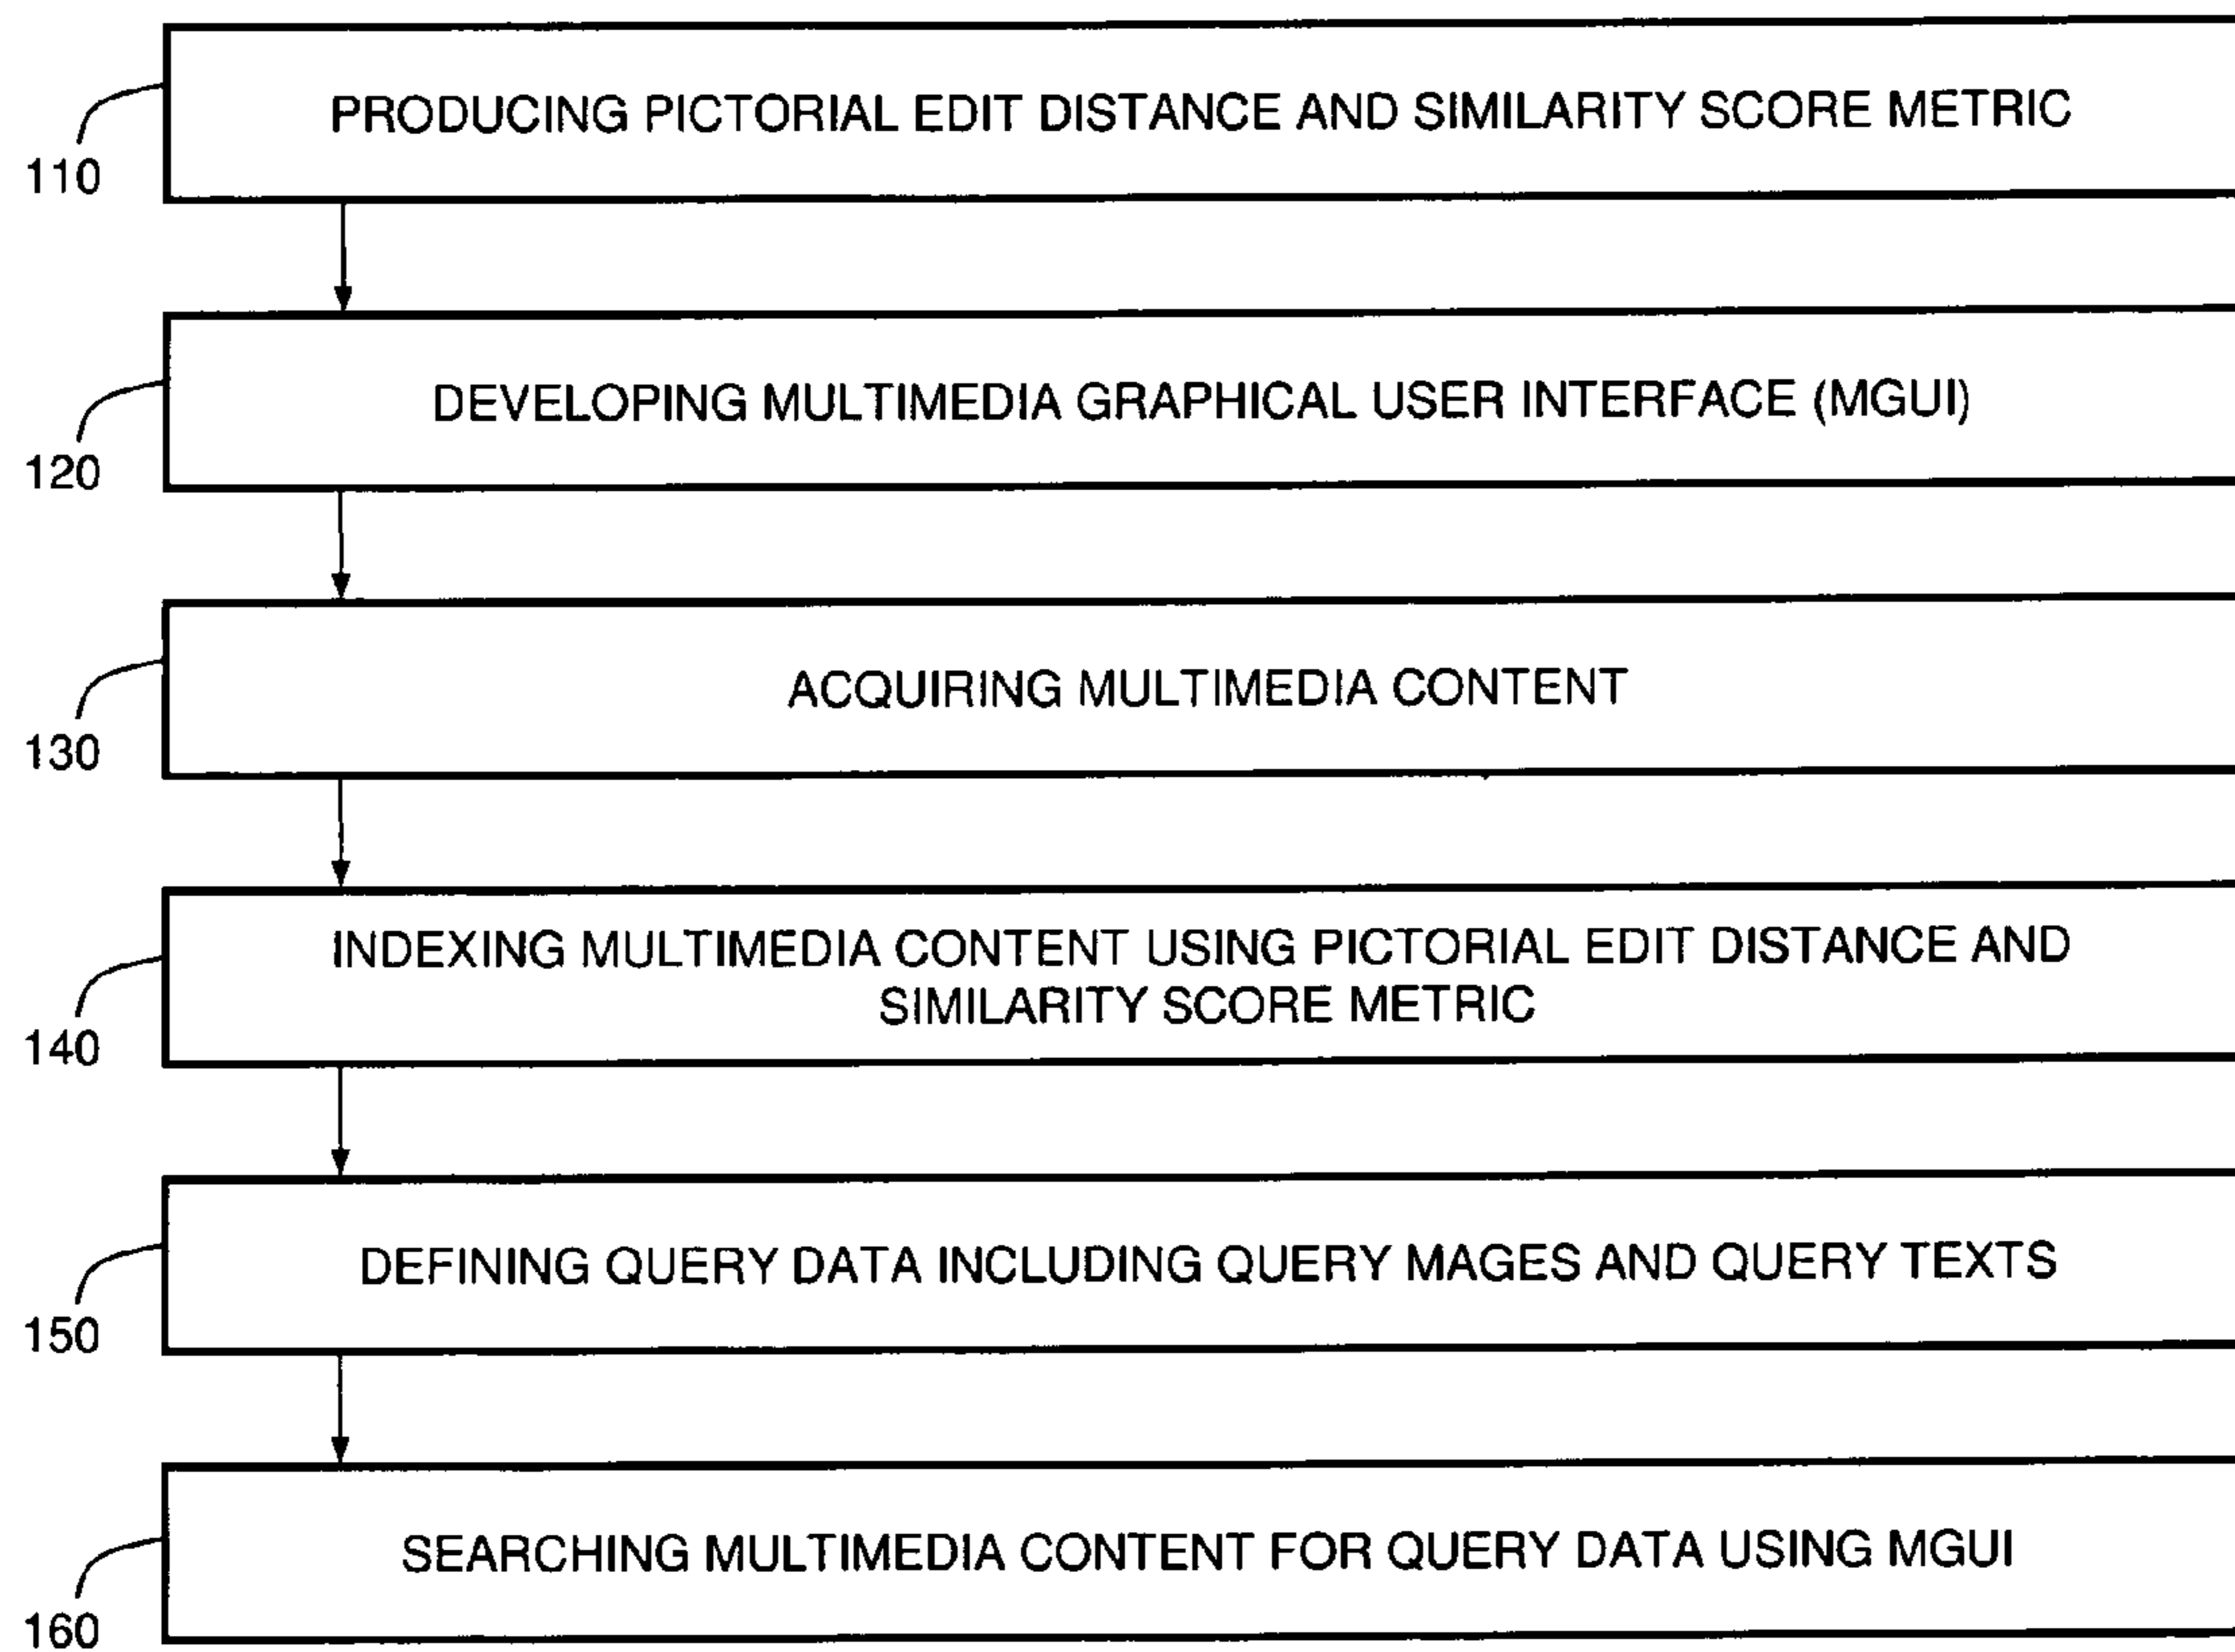 PRODUCING PICTORIAL EDIT DISTANCE AND SIMILARITY SCORE METRIC
110
DEVELOPING MULTIMEDIA GRAPHICAL USER INTERFACE (MGUI)
120
ACQUIRING MULTIMEDIA CONTENT
130
INDEXING MULTIMEDIA CONTENT USING PICTORIAL EDIT DISTANCE AND
SIMILARITY SCORE METRIC
140
DEFINING QUERY DATA INCLUDING QUERY MAGES AND QUERY TEXTS
150
SEARCHING MULTIMEDIA CONTENT FOR QUERY DATA USING MGUI
160